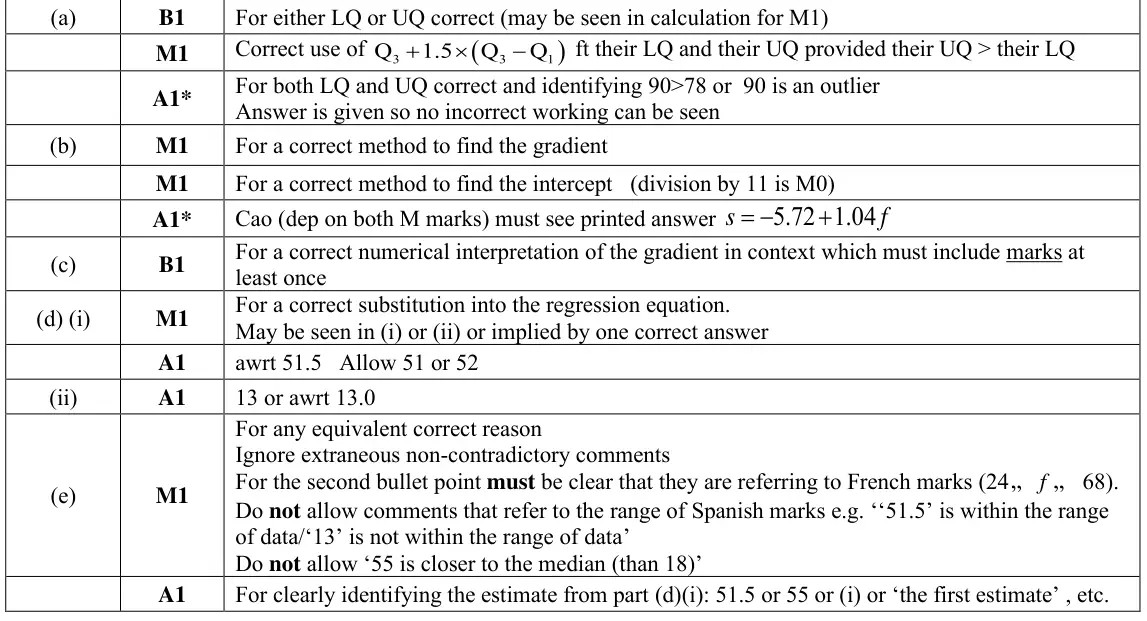 (a) B1 For either LQ or UQ correct (may be seen in calculation for M1)
M1 Correct use of Q₃ +1.5×(Q₃ −Q₁) ft their LQ and their UQ provided their UQ > their LQ
A1* For both LQ and UQ correct and identifying 90>78 or 90 is an outlier
Answer is given so no incorrect working can be seen
(b) M1 For a correct method to find the gradient
M1 For a correct method to find the intercept (division by 11 is M0)
A1* Cao (dep on both M marks) must see printed answer s = −5.72+1.04f
(c) B1 For a correct numerical interpretation of the gradient in context which must include marks at
least once
(d) (i) M1 For a correct substitution into the regression equation.
May be seen in (i) or (ii) or implied by one correct answer
A1 awrt 51.5 Allow 51 or 52
(ii) A1 13 or awrt 13.0
(e) M1 For any equivalent correct reason
Ignore extraneous non-contradictory comments
For the second bullet point must be clear that they are referring to French marks (24,, f ,, 68).
Do not allow comments that refer to the range of Spanish marks e.g. ‘‘51.5’ is within the range
of data/‘13’ is not within the range of data’
Do not allow ‘55 is closer to the median (than 18)’
A1 For clearly identifying the estimate from part (d)(i): 51.5 or 55 or (i) or ‘the first estimate’ , etc.